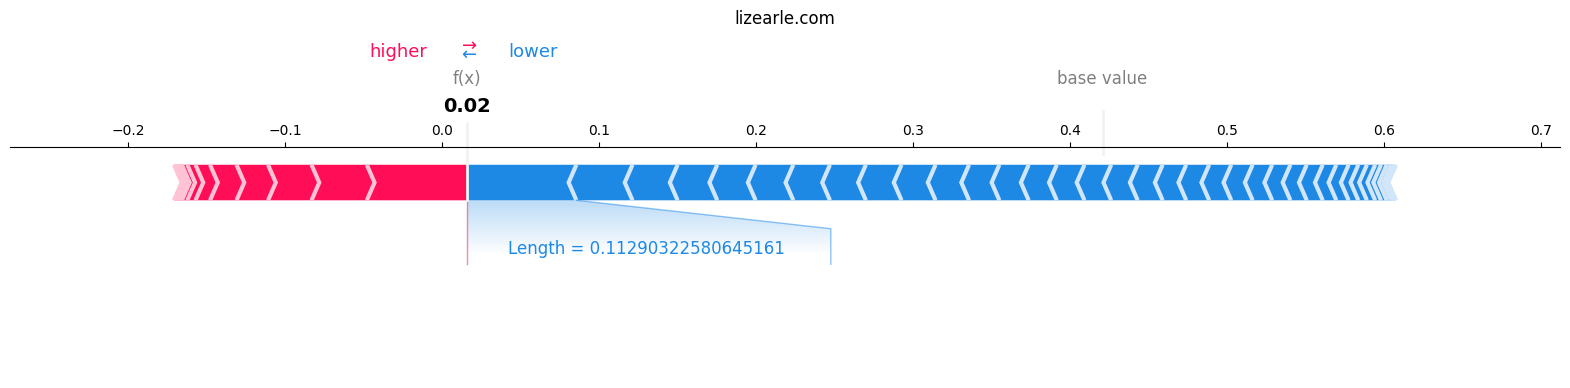 lizearle.com
higher ⇄ lower
f(x) base value
0.02
−0.2 −0.1 0.0 0.1 0.2 0.3 0.4 0.5 0.6 0.7
Length = 0.11290322580645161